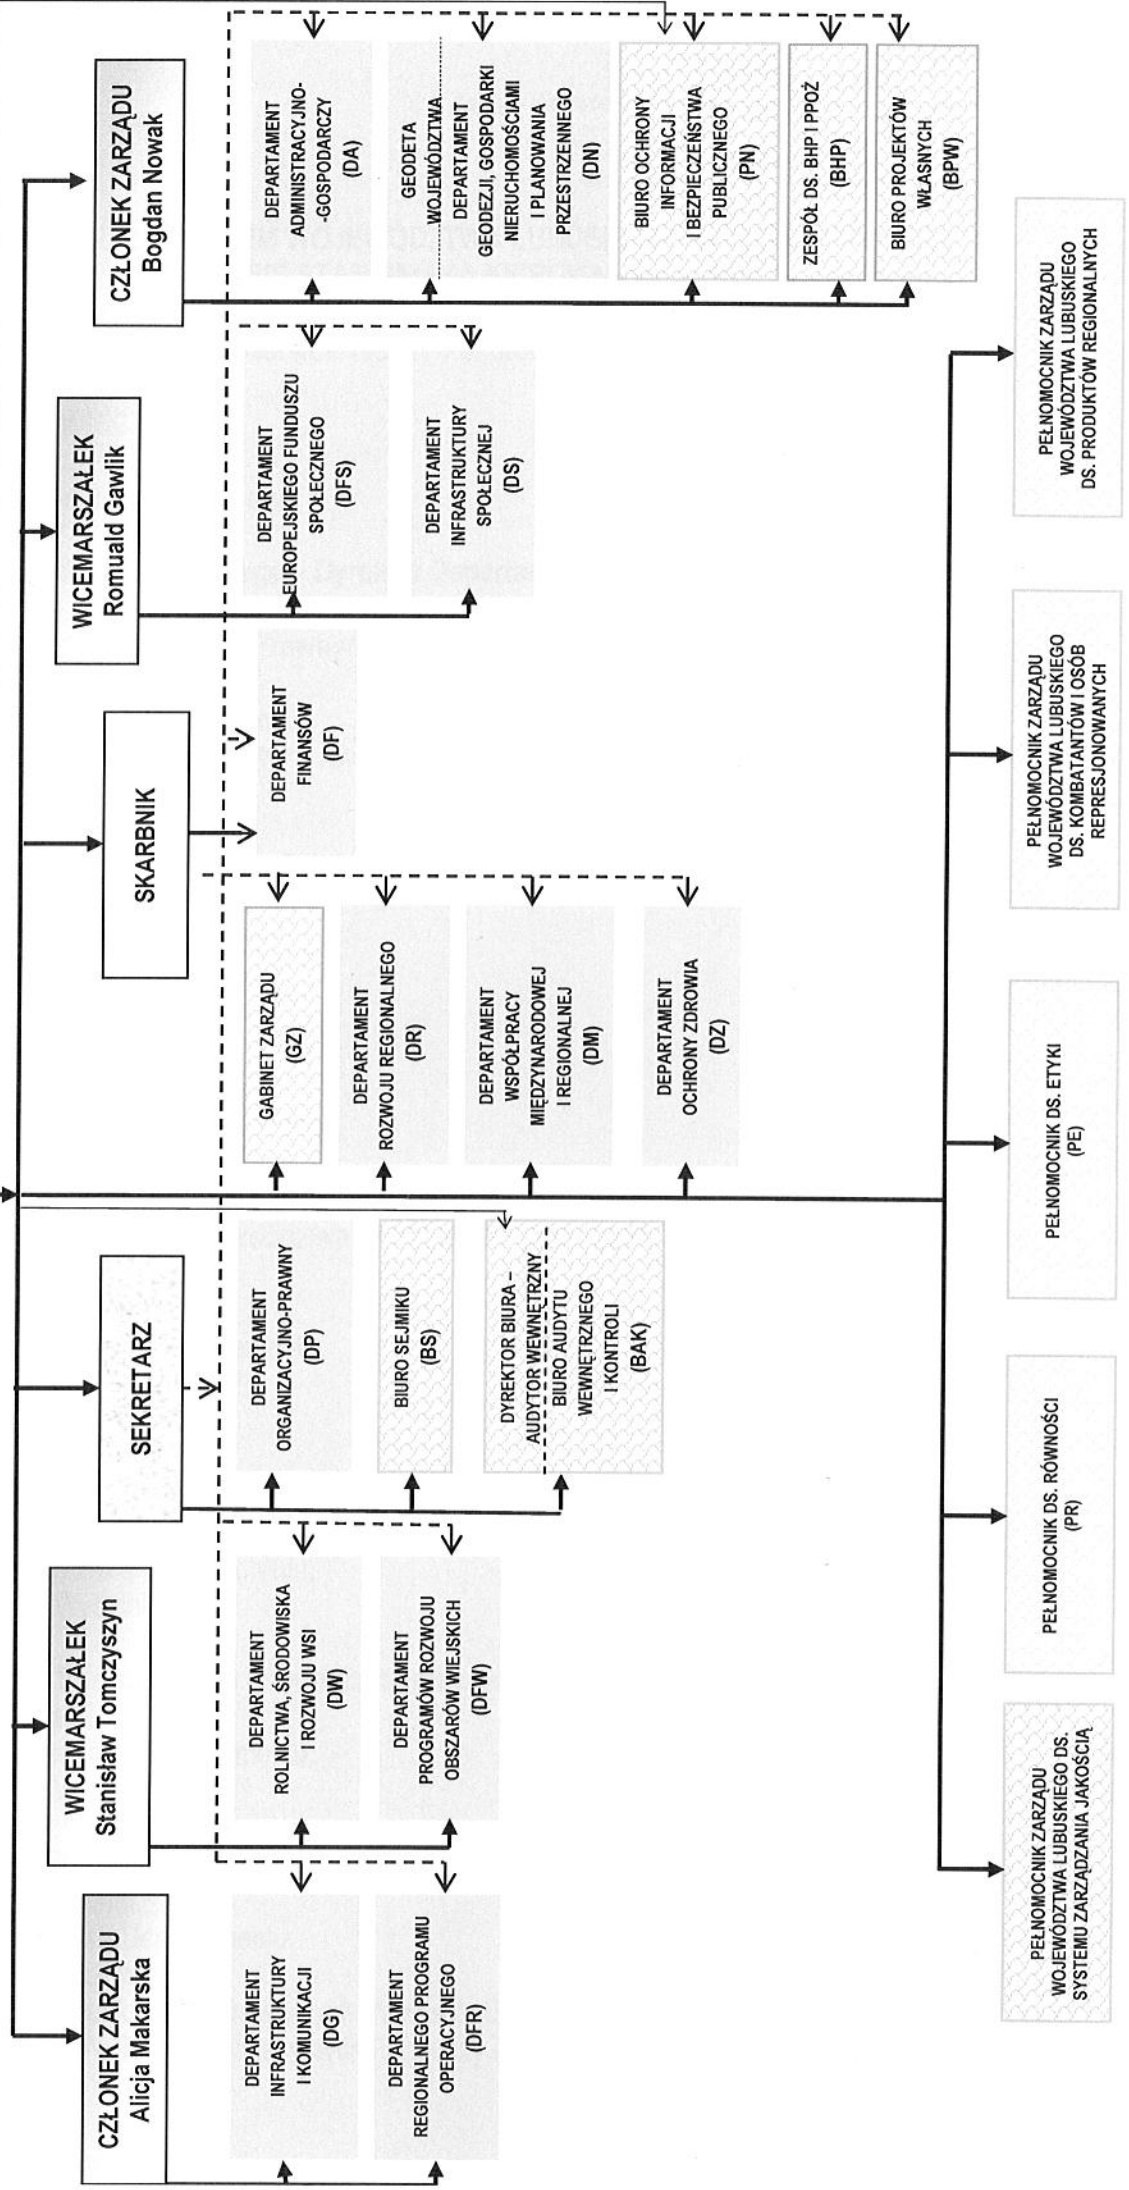 CZŁONEK ZARZĄDU
Alicja Makarska
DEPARTAMENT
INFRASTRUKTURY
I KOMUNIKACJI
(DG)
DEPARTAMENT
REGIONALNEGO PROGRAMU
OPERACYJNEGO
(DFR)
WICEMARSZAŁEK
Stanisław Tomczyszyn
DEPARTAMENT
ROLNICTWA, ŚRODOWISKA
I ROZWOJU WSI
(DW)
DEPARTAMENT
PROGRAMÓW ROZWOJU
OBSZARÓW WIEJSKICH
(DFW)
SEKRETARZ
DEPARTAMENT
ORGANIZACYJNO-PRAWNY
(DP)
BIURO SEJMIKU
(BS)
DYREKTOR BIURA –
AUDYTOR WEWNĘTRZNY
BIURO AUDYTU
WEWNĘTRZNEGO
I KONTROLI
(BAK)
GABINET ZARZĄDU
(GZ)
DEPARTAMENT
ROZWOJU REGIONALNEGO
(DR)
DEPARTAMENT
WSPÓŁPRACY
MIĘDZYNARODOWEJ
I REGIONALNEJ
(DM)
DEPARTAMENT
OCHRONY ZDROWIA
(DZ)
SKARBNIK
DEPARTAMENT
FINANSÓW
(DF)
WICEMARSZAŁEK
Romuald Gawlik
DEPARTAMENT
EUROPEJSKIEGO FUNDUSZU
SPOŁECZNEGO
(DFS)
DEPARTAMENT
INFRASTRUKTURY
SPOŁECZNEJ
(DS)
CZŁONEK ZARZĄDU
Bogdan Nowak
DEPARTAMENT
ADMINISTRACYJNO-
-GOSPODARCZY
(DA)
GEODETA
WOJEWÓDZTWA
DEPARTAMENT
GEODEZJI, GOSPODARKI
NIERUCHOMOŚCIAMI
I PLANOWANIA
PRZESTRZENNEGO
(DN)
BIURO OCHRONY
INFORMACJI
I BEZPIECZEŃSTWA
PUBLICZNEGO
(PN)
ZESPÓŁ DS. BHP I PPOŻ
(BHP)
BIURO PROJEKTÓW
WŁASNYCH
(BPW)
PEŁNOMOCNIK ZARZĄDU
WOJEWÓDZTWA LUBUSKIEGO DS.
SYSTEMU ZARZĄDZANIA JAKOŚCIĄ
PEŁNOMOCNIK DS. RÓWNOŚCI
(PR)
PEŁNOMOCNIK DS. ETYKI
(PE)
PEŁNOMOCNIK ZARZĄDU
WOJEWÓDZTWA LUBUSKIEGO
DS. KOMBATANTÓW I OSÓB
REPRESJONOWANYCH
PEŁNOMOCNIK ZARZĄDU
WOJEWÓDZTWA LUBUSKIEGO
DS. PRODUKTÓW REGIONALNYCH